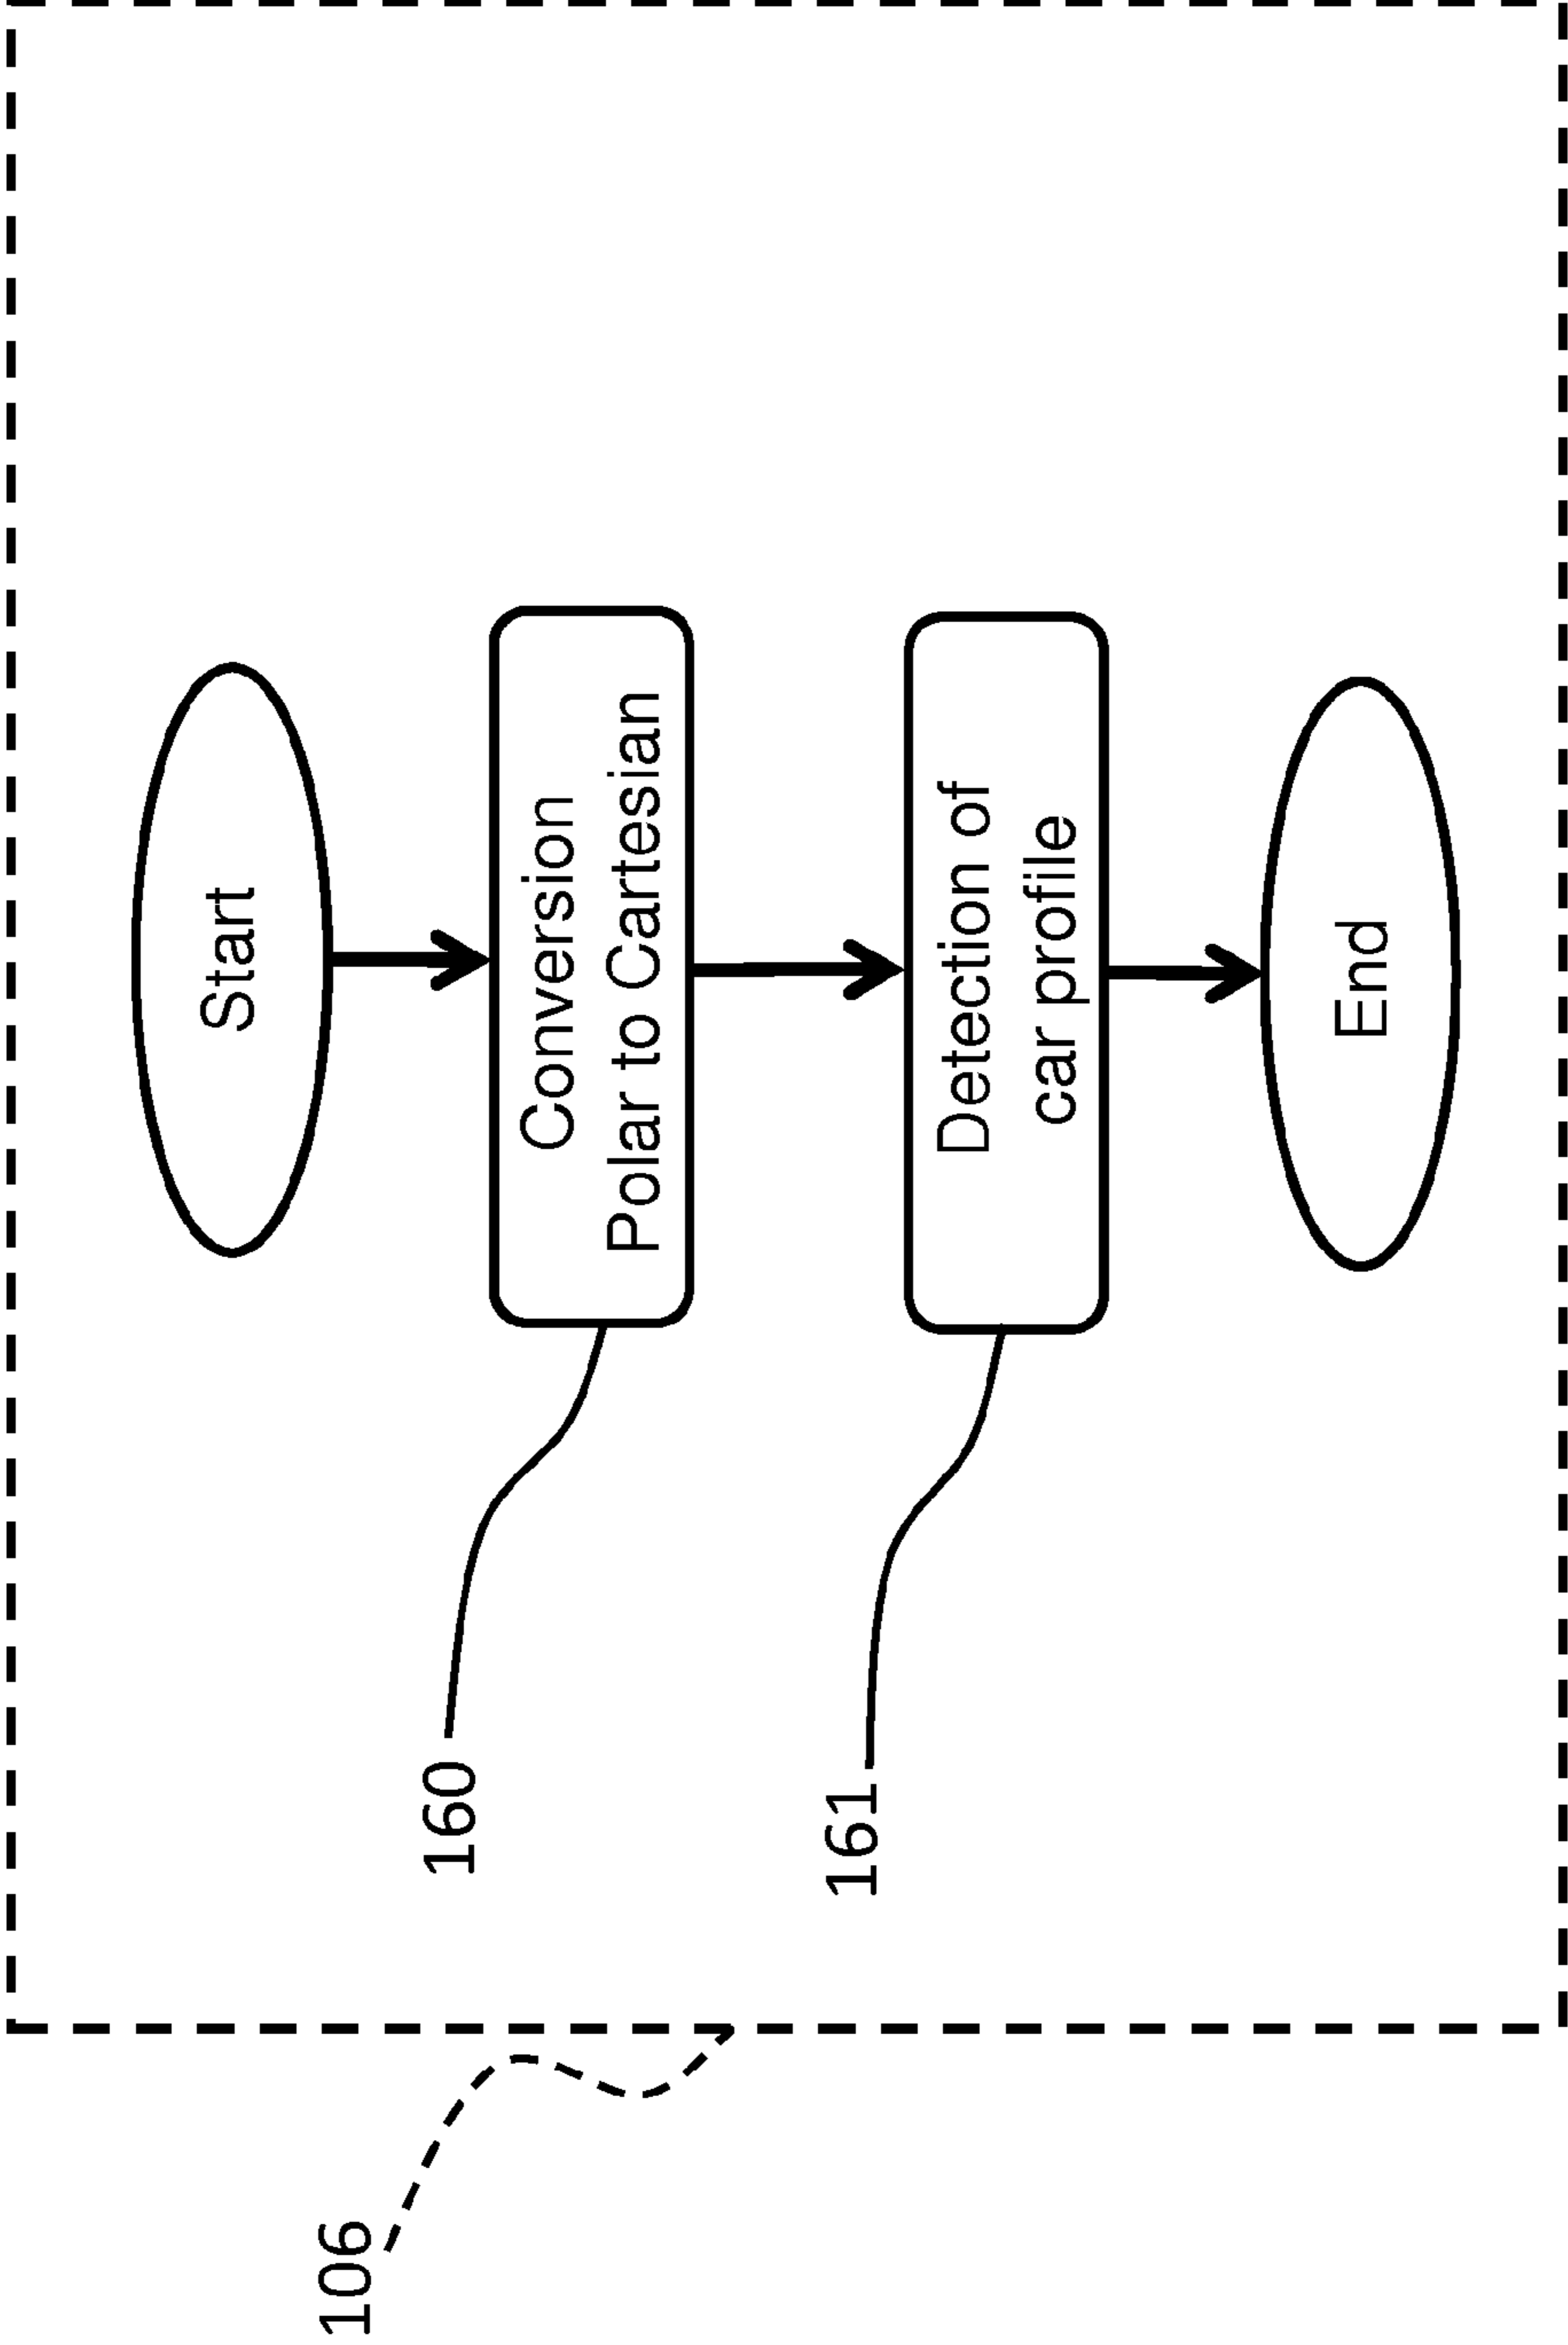 106
Start
160
Conversion
Polar to Cartesian
161
Detection of
car profile
End